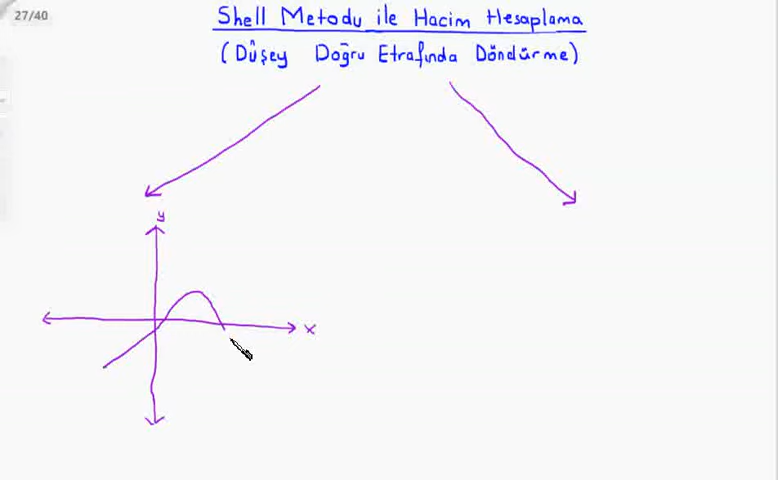 27/40
Shell Metodu ile Hacim Hesaplama
(Düşey Doğru Etrafında Döndürme)
y
x